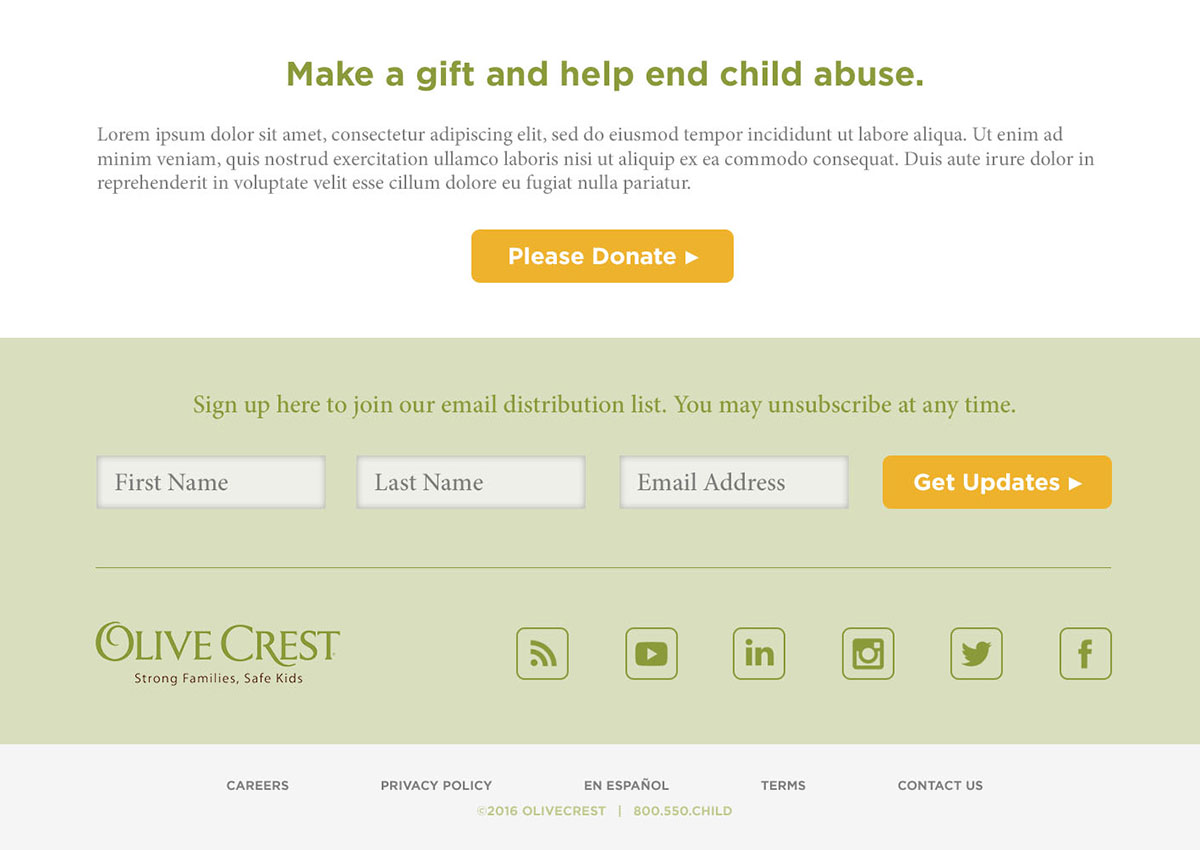 Make a gift and help end child abuse.
Lorem ipsum dolor sit amet, consectetur adipiscing elit, sed do eiusmod tempor incididunt ut labore aliqua. Ut enim ad
minim veniam, quis nostrud exercitation ullamco laboris nisi ut aliquip ex ea commodo consequat. Duis aute irure dolor in
reprehenderit in voluptate velit esse cillum dolore eu fugiat nulla pariatur.
Please Donate ▶
Sign up here to join our email distribution list. You may unsubscribe at any time.
First Name
Last Name
Email Address
Get Updates ▶
OLIVE CREST
Strong Families, Safe Kids
in
f
CAREERS
PRIVACY POLICY
EN ESPAÑOL
TERMS
CONTACT US
©2016 OLIVECREST | 800.550.CHILD